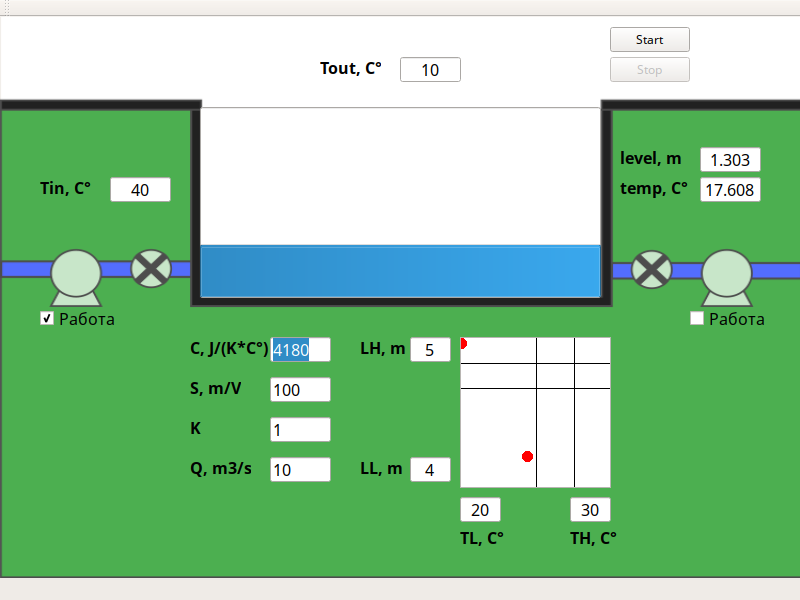 Start
Tout, C° 10
Stop
level, m 1.303
Tin, C° 40
temp, C° 17.608
Работа
Работа
C, J/(K*C°) 4180
LH, m 5
S, m/V 100
K 1
Q, m3/s 10
LL, m 4
20 30
TL, C° TH, C°